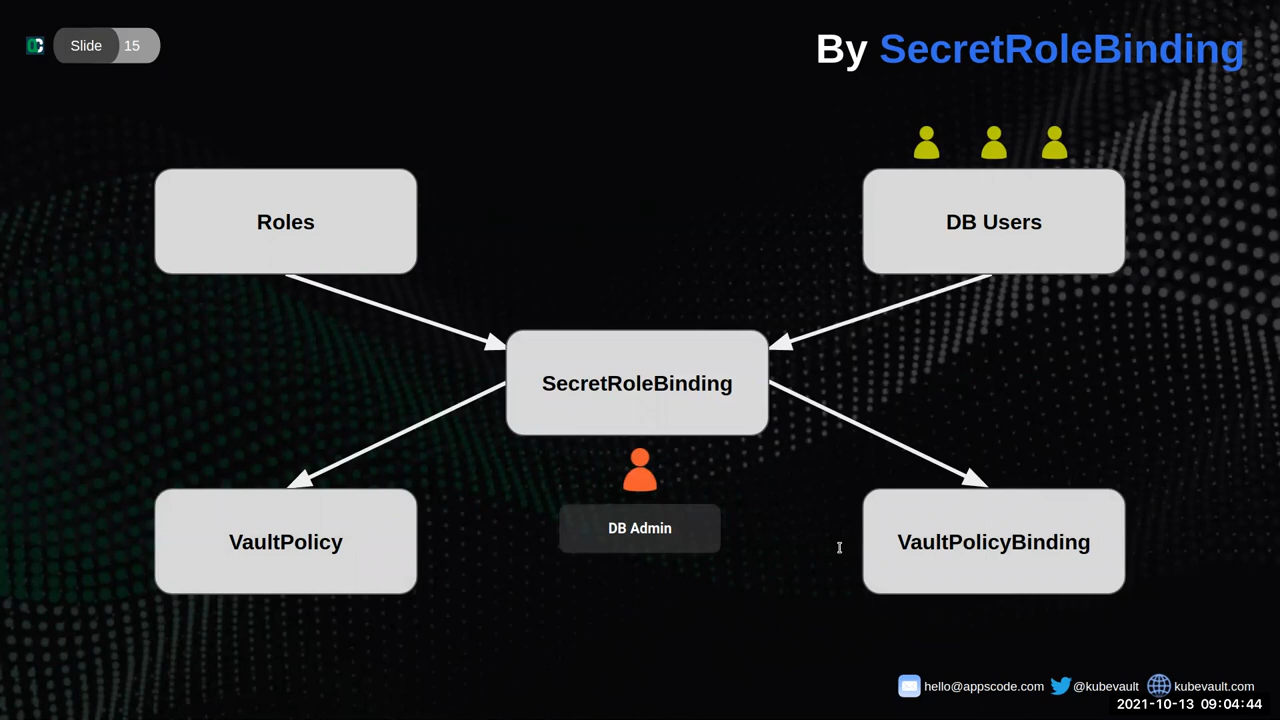 Slide 15
By SecretRoleBinding
Roles
DB Users
SecretRoleBinding
DB Admin
VaultPolicy
VaultPolicyBinding
hello@appscode.com @kubevault kubevault.com
2021-10-13 09:04:44